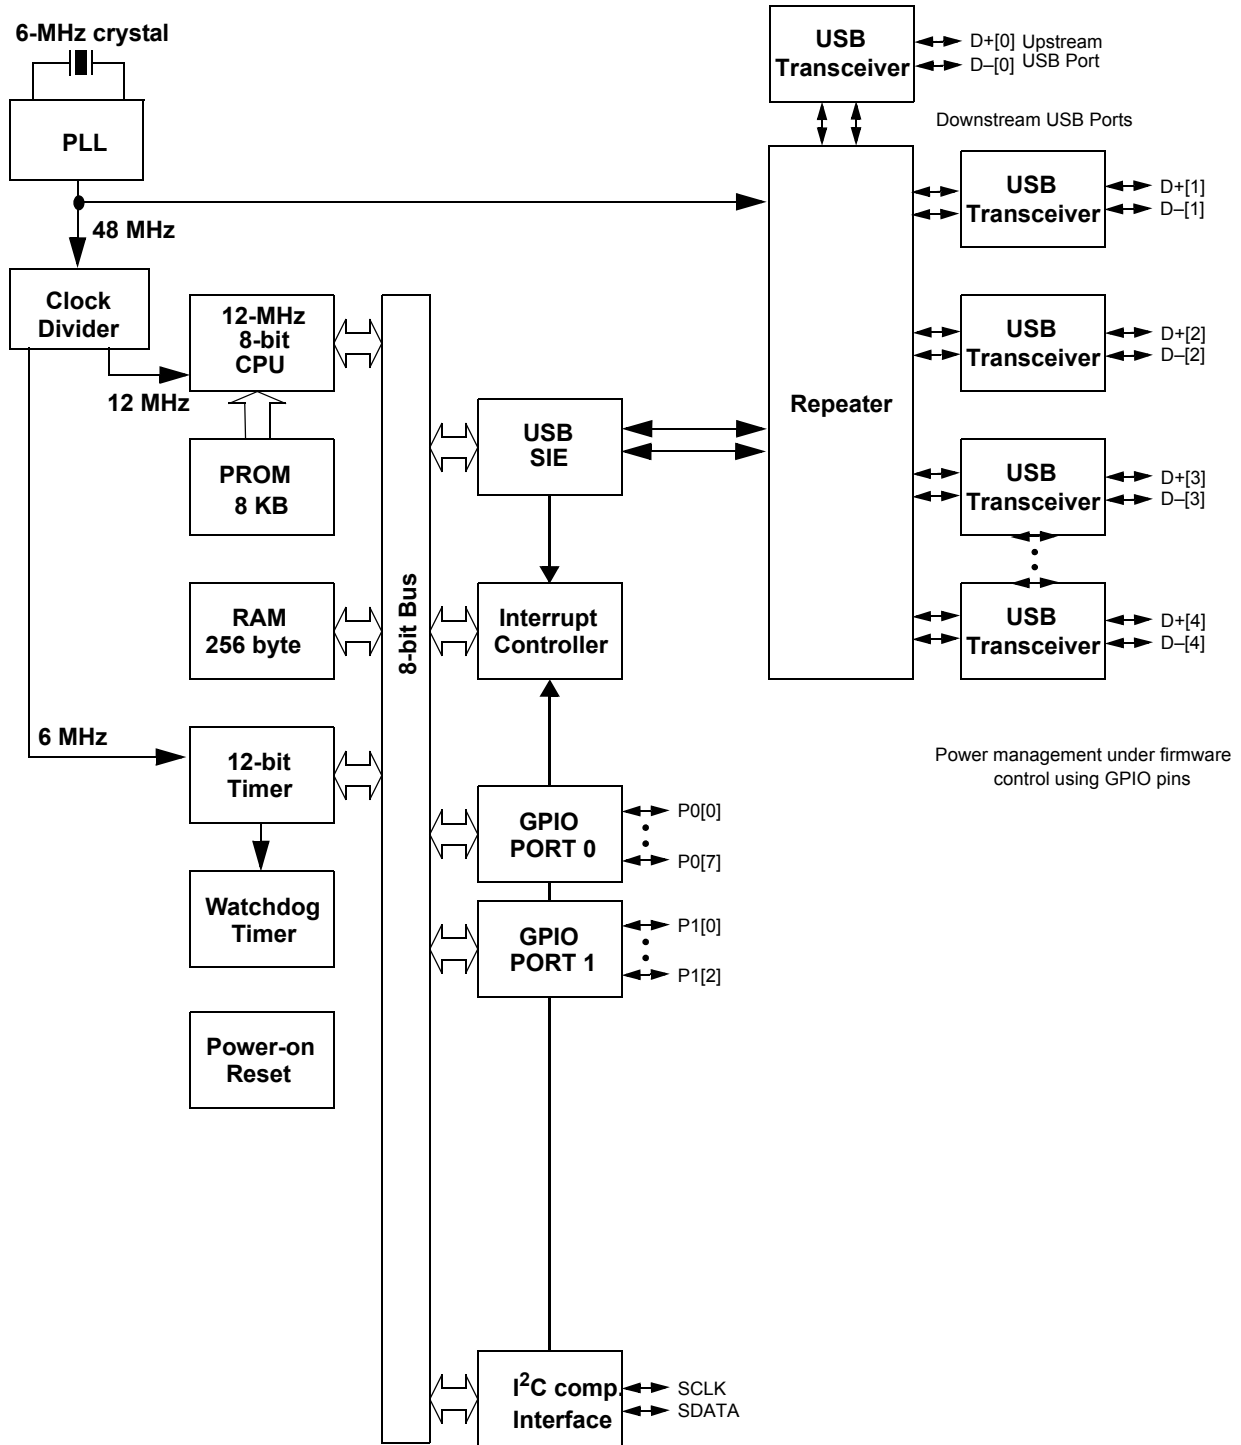 6-MHz crystal
PLL
48 MHz
Clock
Divider
12-MHz
8-bit
CPU
12 MHz
PROM
8 KB
RAM
256 byte
6 MHz
12-bit
Timer
Watchdog
Timer
Power-on
Reset
8-bit Bus
USB
SIE
Interrupt
Controller
GPIO
PORT 0
P0[0]
P0[7]
GPIO
PORT 1
P1[0]
P1[2]
I²C comp.
Interface
SCLK
SDATA
USB
Transceiver
D+[0] Upstream
D–[0] USB Port
Downstream USB Ports
Repeater
USB
Transceiver
D+[1]
D–[1]
USB
Transceiver
D+[2]
D–[2]
USB
Transceiver
D+[3]
D–[3]
USB
Transceiver
D+[4]
D–[4]
Power management under firmware
control using GPIO pins